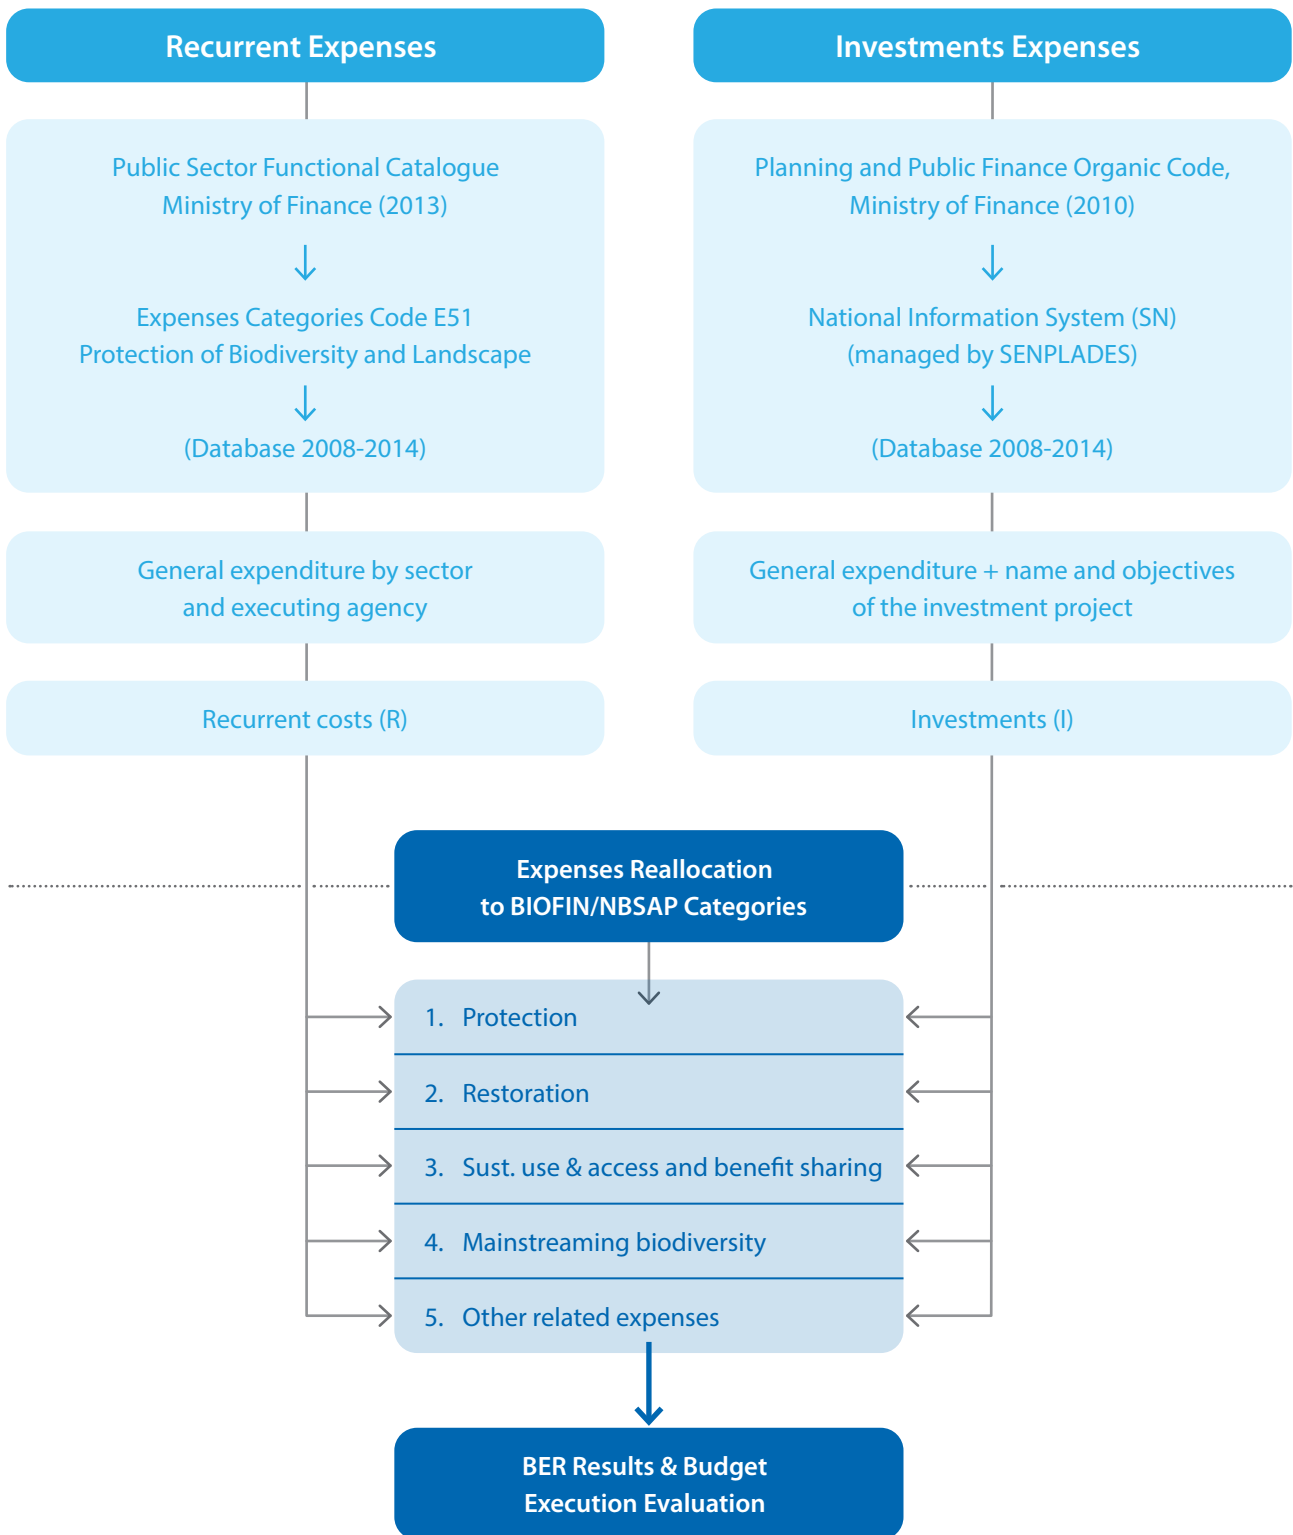 Recurrent Expenses
Public Sector Functional Catalogue
Ministry of Finance (2013)
Expenses Categories Code E51
Protection of Biodiversity and Landscape
(Database 2008-2014)
General expenditure by sector
and executing agency
Recurrent costs (R)
Investments Expenses
Planning and Public Finance Organic Code,
Ministry of Finance (2010)
National Information System (SN)
(managed by SENPLADES)
(Database 2008-2014)
General expenditure + name and objectives
of the investment project
Investments (I)
Expenses Reallocation
to BIOFIN/NBSAP Categories
1. Protection
2. Restoration
3. Sust. use & access and benefit sharing
4. Mainstreaming biodiversity
5. Other related expenses
BER Results & Budget
Execution Evaluation